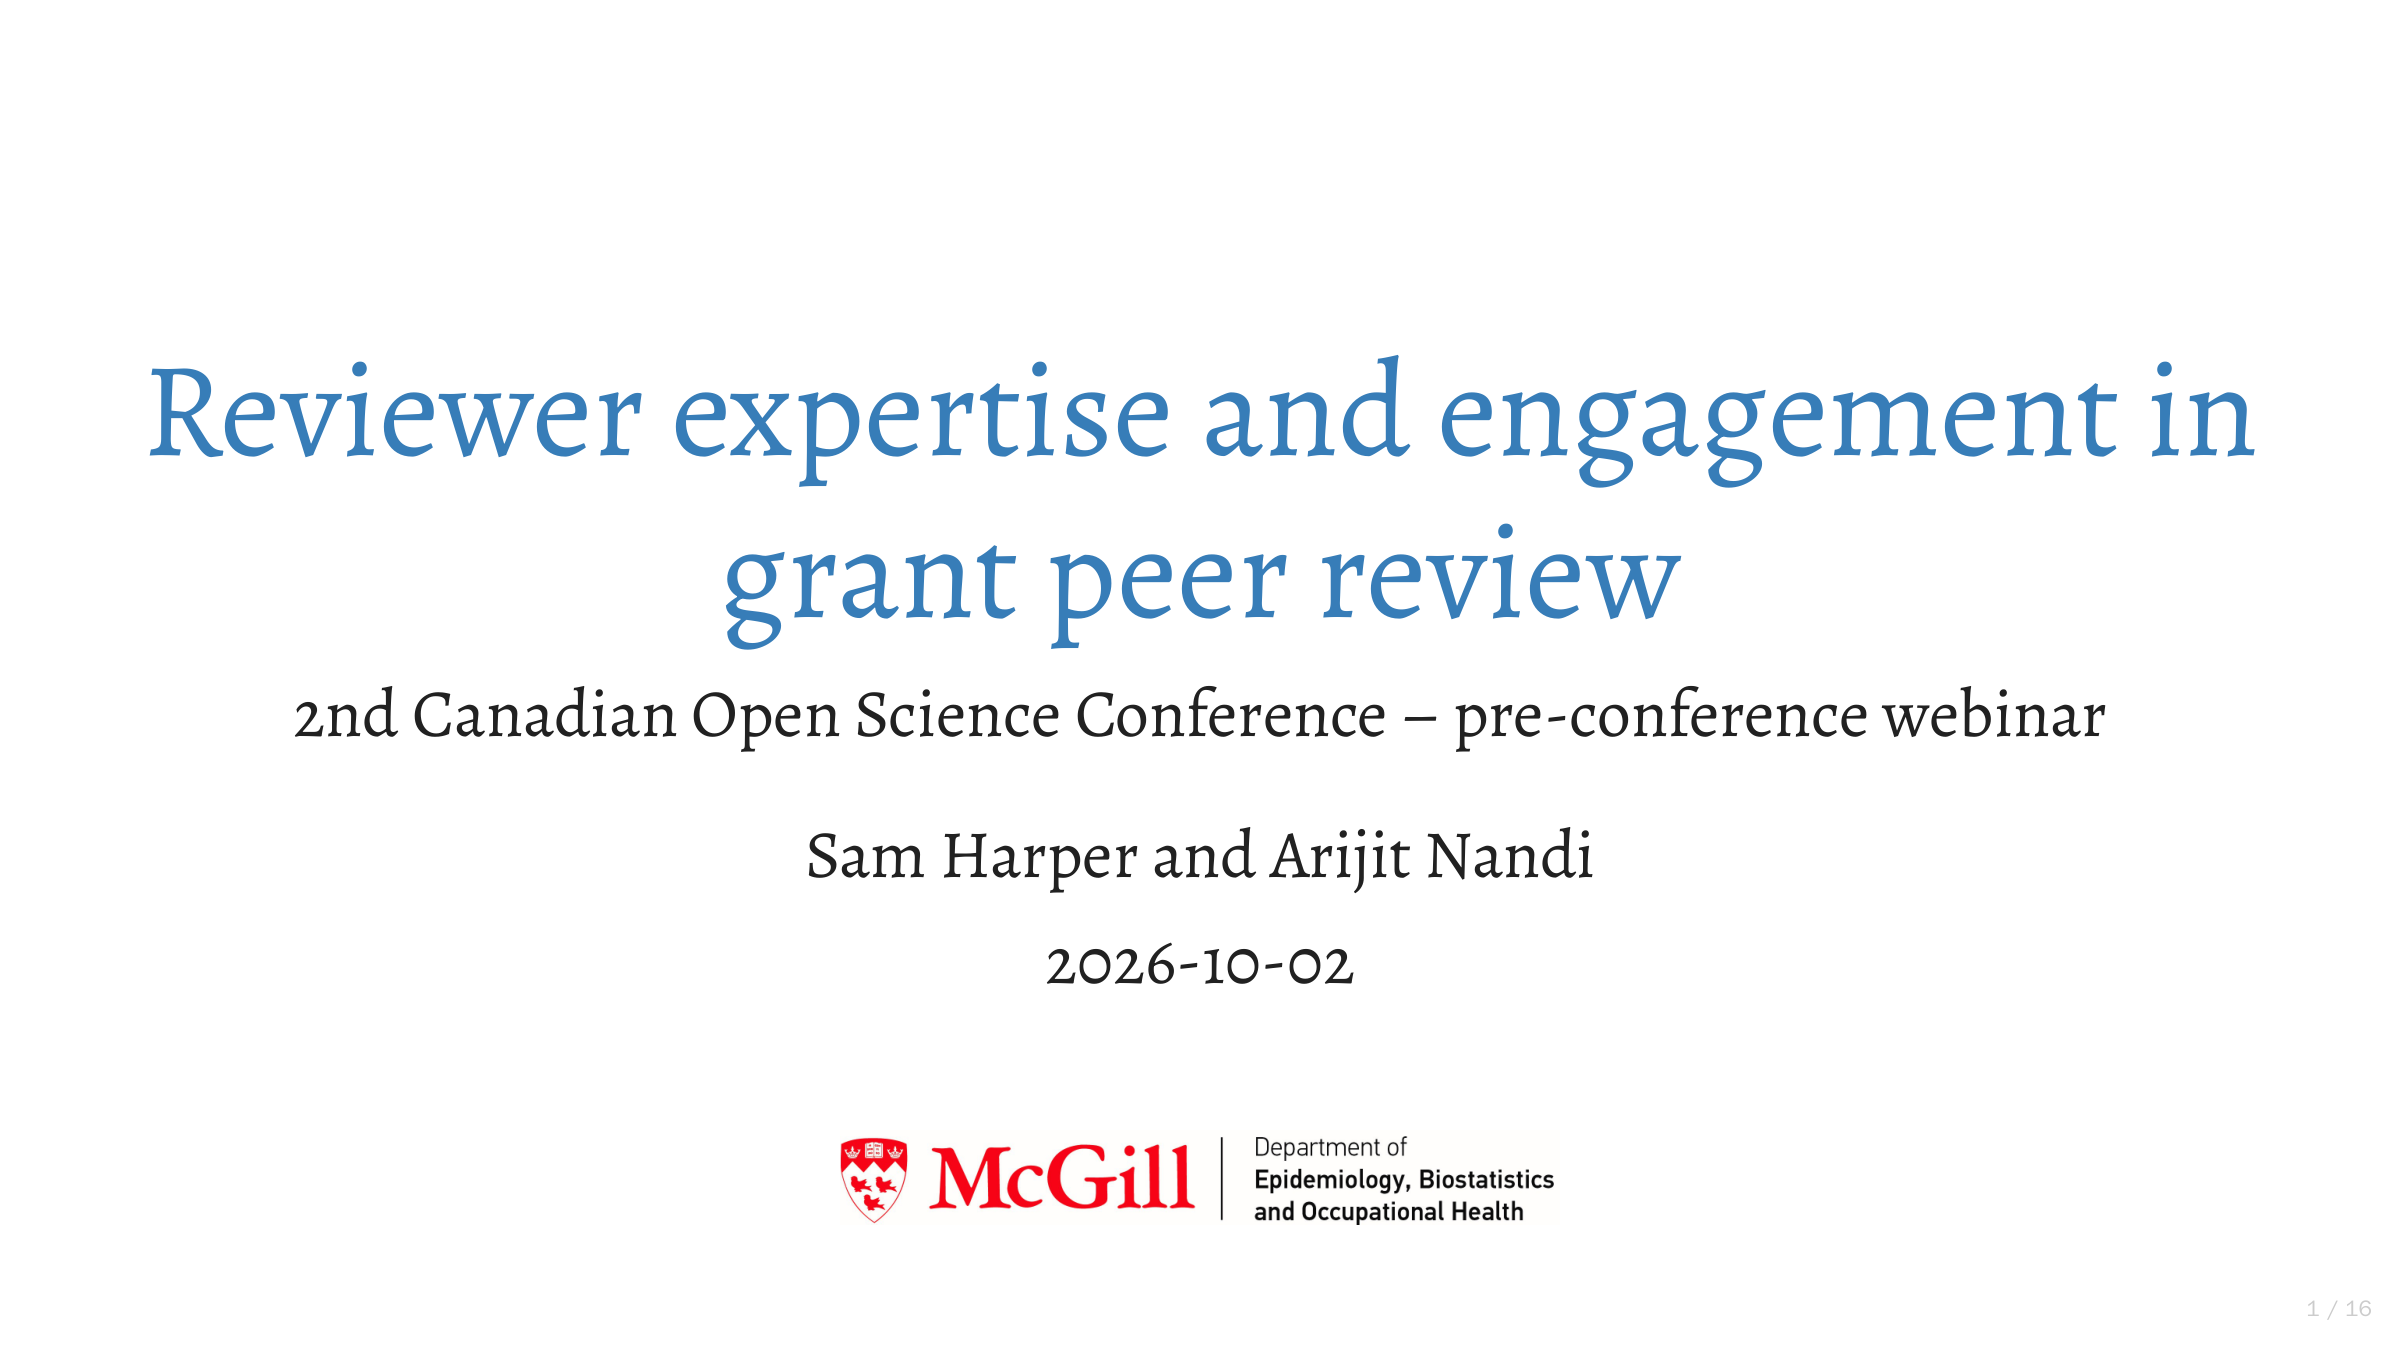 Reviewer expertise and engagement in
grant peer review
2nd Canadian Open Science Conference – pre-conference webinar
Sam Harper and Arijit Nandi
2026-10-02
McGill
Department of
Epidemiology, Biostatistics
and Occupational Health
1 / 16